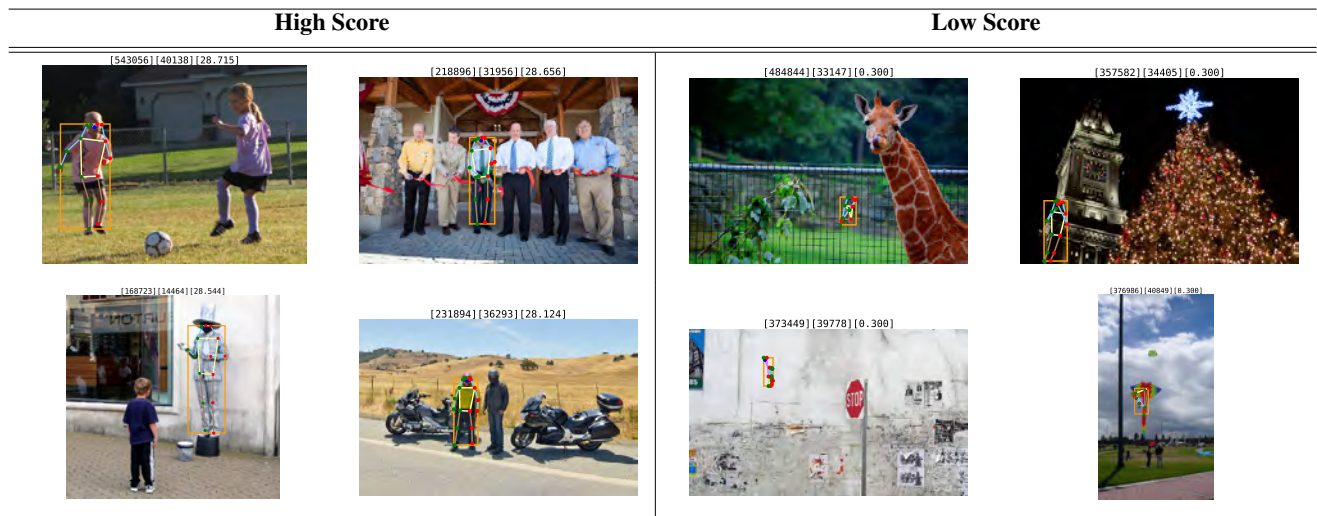 High Score
Low Score
[543056][40138][28.715]
[218896][31956][28.656]
[484844][33147][0.300]
[357582][34405][0.300]
[168723][14464][28.544]
[231894][36293][28.124]
[373449][39778][0.300]
[376986][40849][0.300]
STOP